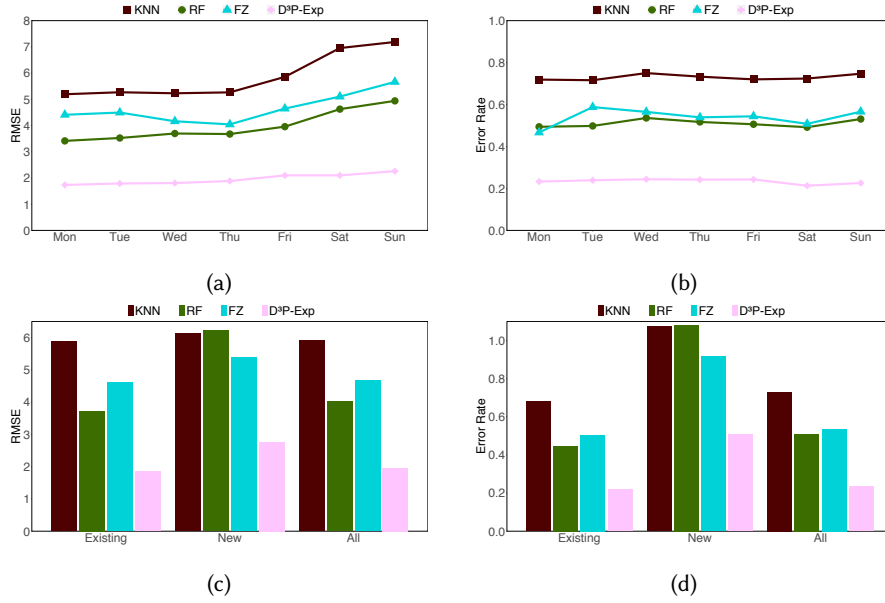 KNN RF FZ D³P-Exp
8
7
6
5
4
3
2
1
0
RMSE
Mon Tue Wed Thu Fri Sat Sun
(a)
KNN RF FZ D³P-Exp
1.0
0.8
0.6
0.4
0.2
0.0
Error Rate
Mon Tue Wed Thu Fri Sat Sun
(b)
KNN RF FZ D³P-Exp
6
5
4
3
2
1
0
RMSE
Existing New All
(c)
KNN RF FZ D³P-Exp
1.0
0.8
0.6
0.4
0.2
0.0
Error Rate
Existing New All
(d)